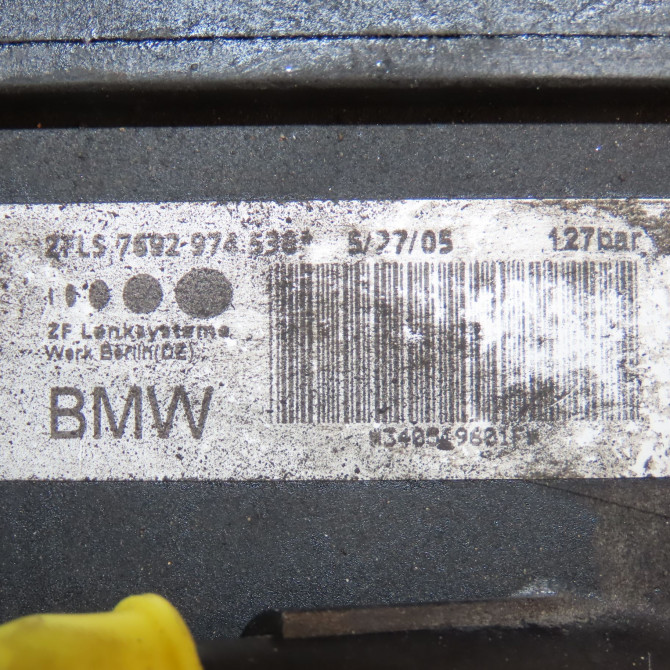 ZFLS 7692-974 538* 5/27/05 127bar
ZF Lenksysteme
Werk Berlin(DE)
BMW